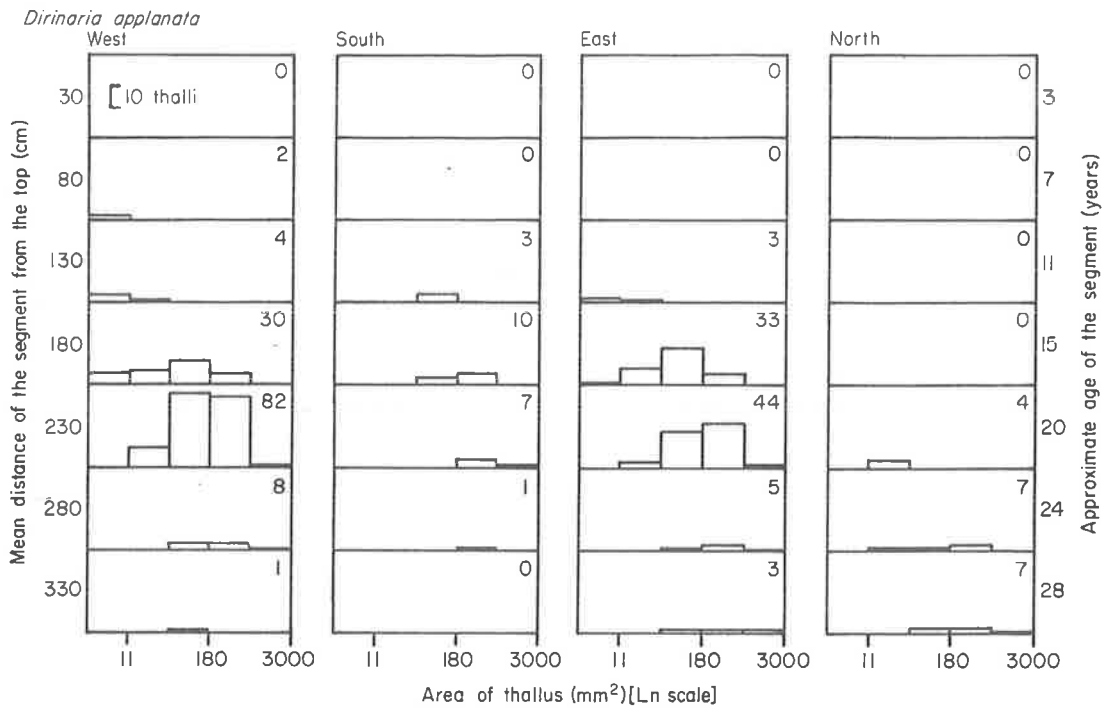 Dirinaria applanata
West South East North
0 0 0 0
30 [10 thalli 3
2 0 0 0
80 7
4 3 3 0
130 11
30 10 33 0
180 15
82 7 44 4
230 20
8 1 5 7
280 24
1 0 3 7
330 28
11 180 3000 11 180 3000 11 180 3000 11 180 3000
Area of thallus (mm²)[Ln scale]
Mean distance of the segment from the top (cm)
Approximate age of the segment (years)